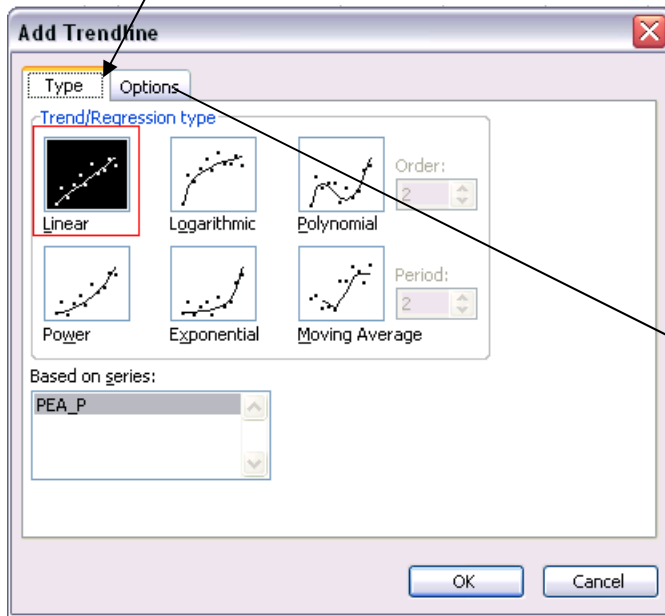 Add Trendline
Type Options
Trend/Regression type
Order:
2
Linear Logarithmic Polynomial
Period:
2
Power Exponential Moving Average
Based on series:
PEA_P
OK Cancel